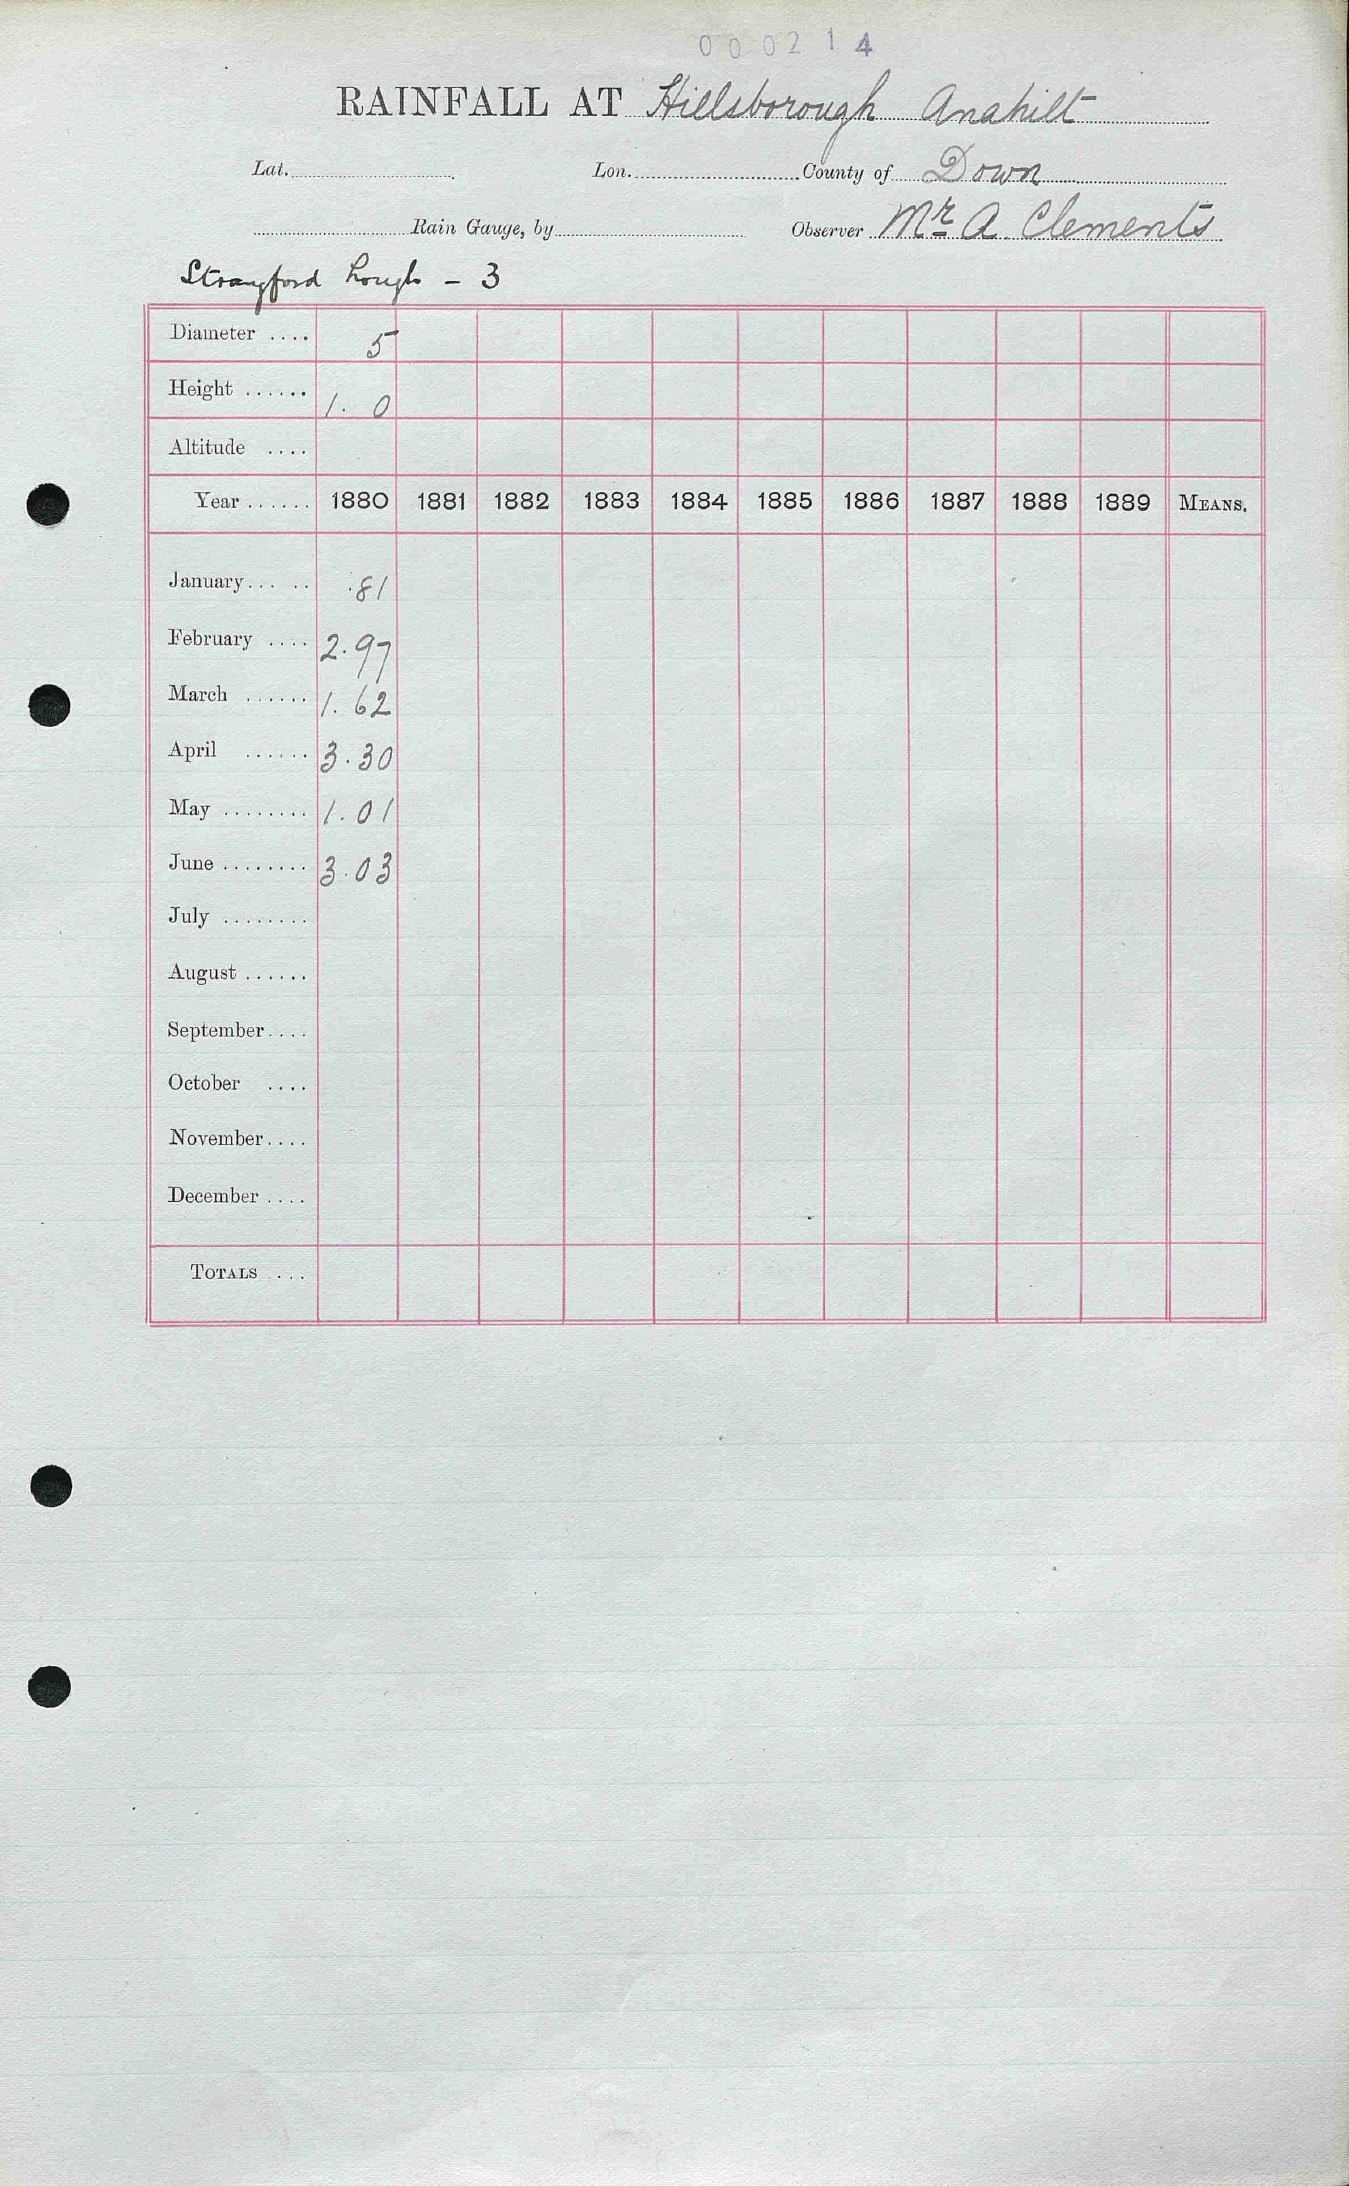 000214
RAINFALL AT Hillsborough Anahilt
Lat. Lon. County of Down
Rain Gauge, by Observer Mr A Clements
Strangford Lough - 3
Diameter .... 5
Height ...... 1. 0
Altitude ....
Year ...... 1880 1881 1882 1883 1884 1885 1886 1887 1888 1889 MEANS.
January... .. .81
February .... 2.97
March ...... 1.62
April ...... 3.30
May ........ 1.01
June ........ 3.03
July ........
August ......
September....
October ....
November....
December ....
TOTALS ....